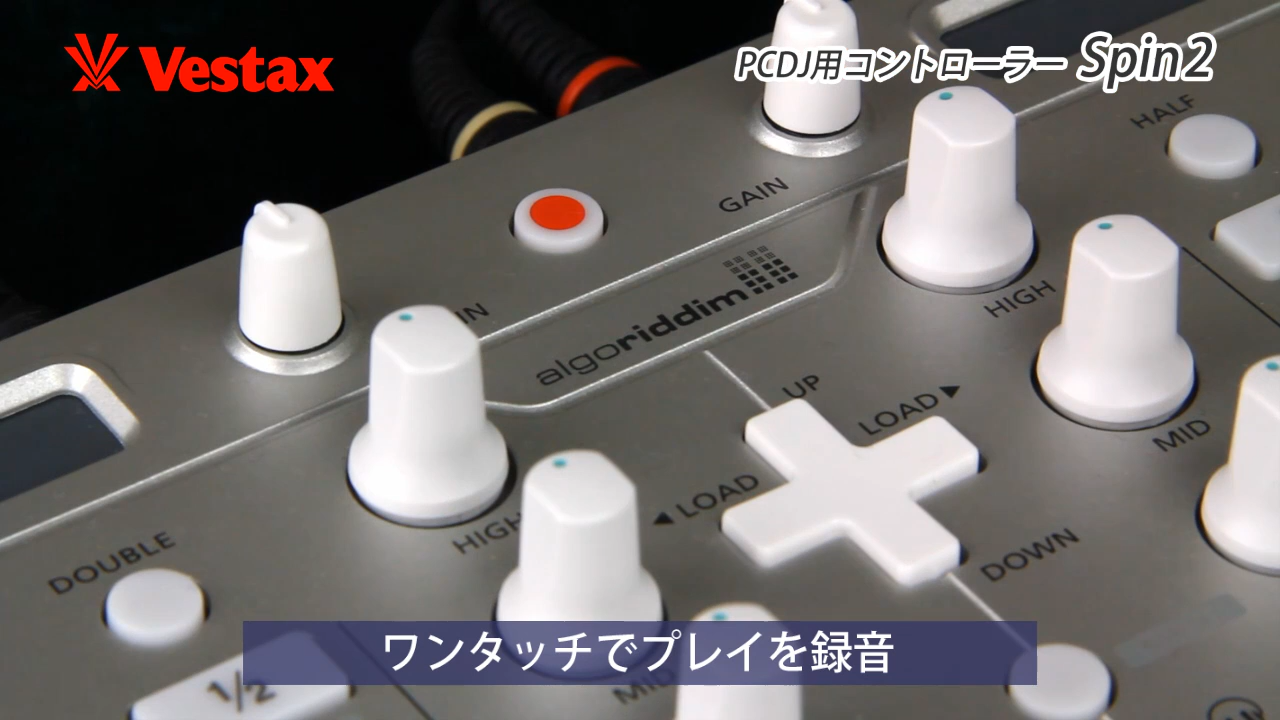 Vestax
PCDJ用コントローラー Spin2
HALF
GAIN
HIGH
algoriddim
UP
LOAD▶
MID
◀LOAD
HIGH
DOWN
DOUBLE
1/2
ワンタッチでプレイを録音